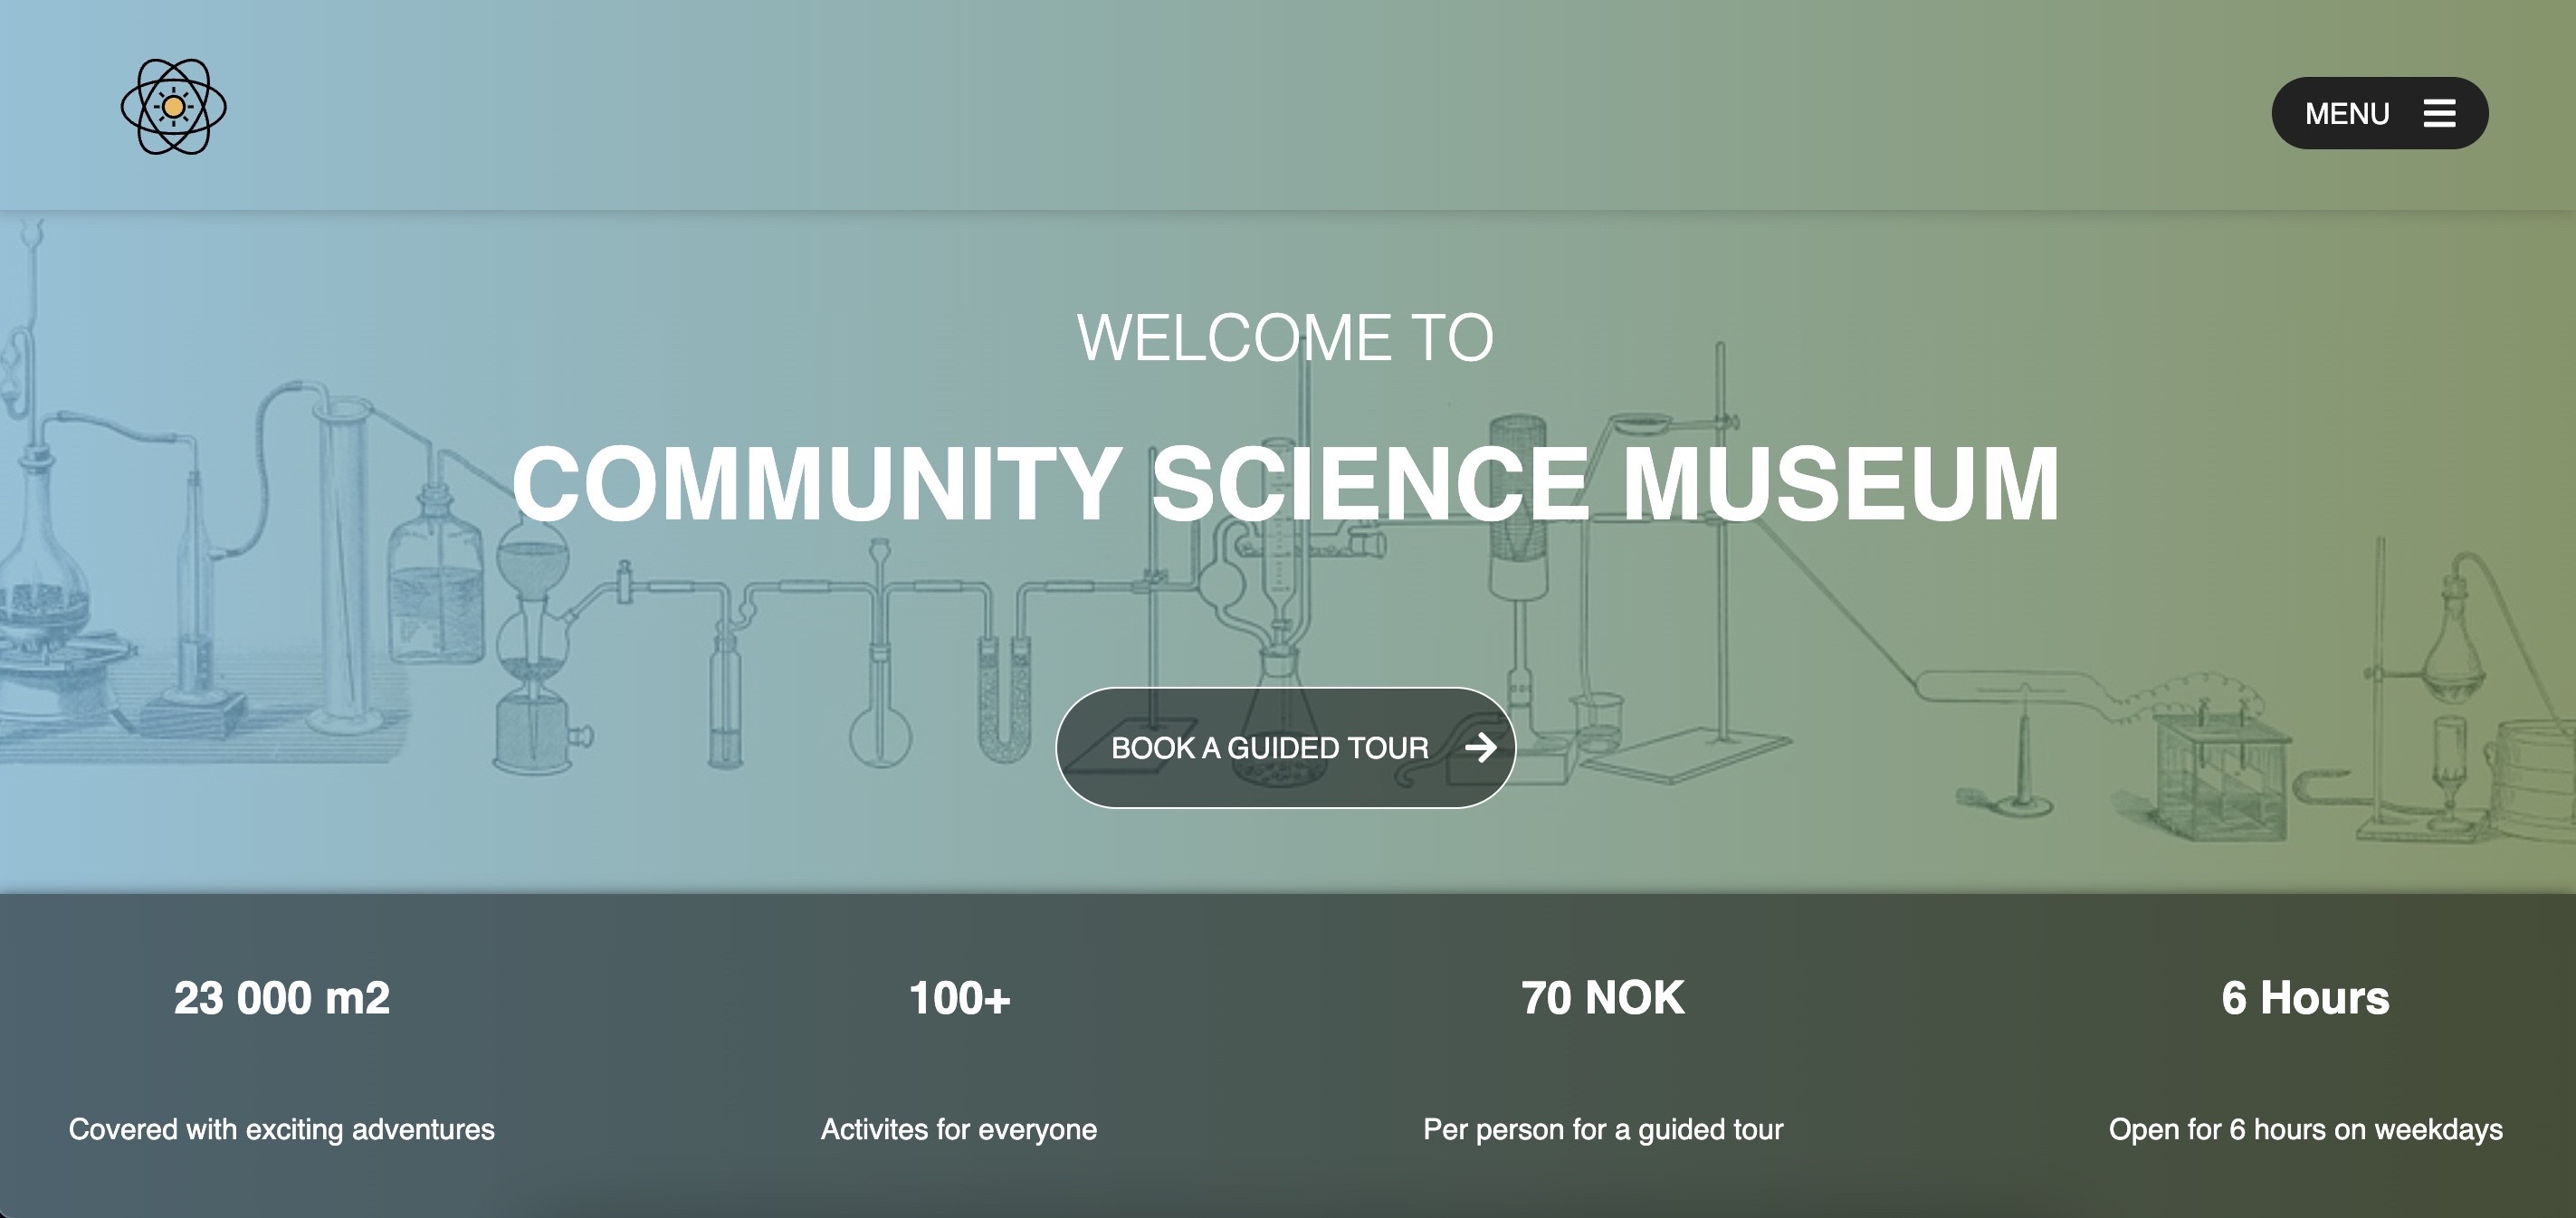 MENU
WELCOME TO
COMMUNITY SCIENCE MUSEUM
BOOK A GUIDED TOUR
23 000 m2
100+
70 NOK
6 Hours
Covered with exciting adventures
Activites for everyone
Per person for a guided tour
Open for 6 hours on weekdays